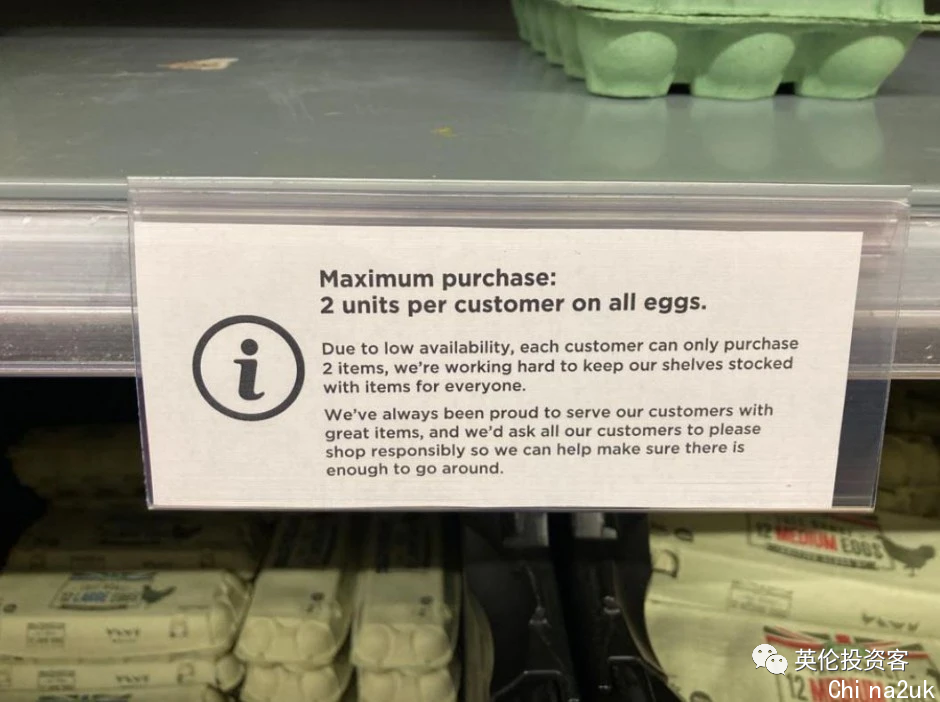 Maximum purchase:
2 units per customer on all eggs.
Due to low availability, each customer can only purchase
2 items, we're working hard to keep our shelves stocked
with items for everyone.
We've always been proud to serve our customers with
great items, and we'd ask all our customers to please
shop responsibly so we can help make sure there is
enough to go around.
12 MEDIUM EGGS
12 MEDIUM
英伦投资客
China2uk